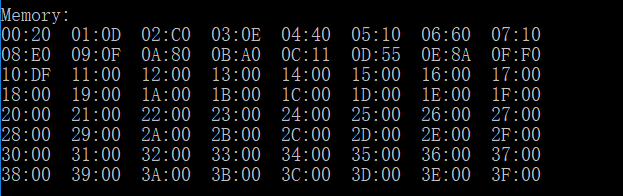 Memory:
00:20 01:0D 02:C0 03:0E 04:40 05:10 06:60 07:10
08:E0 09:0F 0A:80 0B:A0 0C:11 0D:55 0E:8A 0F:F0
10:DF 11:00 12:00 13:00 14:00 15:00 16:00 17:00
18:00 19:00 1A:00 1B:00 1C:00 1D:00 1E:00 1F:00
20:00 21:00 22:00 23:00 24:00 25:00 26:00 27:00
28:00 29:00 2A:00 2B:00 2C:00 2D:00 2E:00 2F:00
30:00 31:00 32:00 33:00 34:00 35:00 36:00 37:00
38:00 39:00 3A:00 3B:00 3C:00 3D:00 3E:00 3F:00